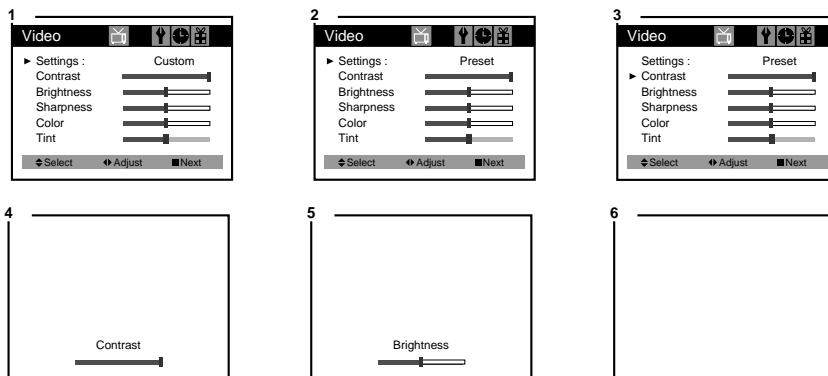 1
Video
► Settings : Custom
Contrast
Brightness
Sharpness
Color
Tint
Select Adjust Next
2
Video
► Settings : Preset
Contrast
Brightness
Sharpness
Color
Tint
Select Adjust Next
3
Video
Settings : Preset
► Contrast
Brightness
Sharpness
Color
Tint
Select Adjust Next
4
Contrast
5
Brightness
6